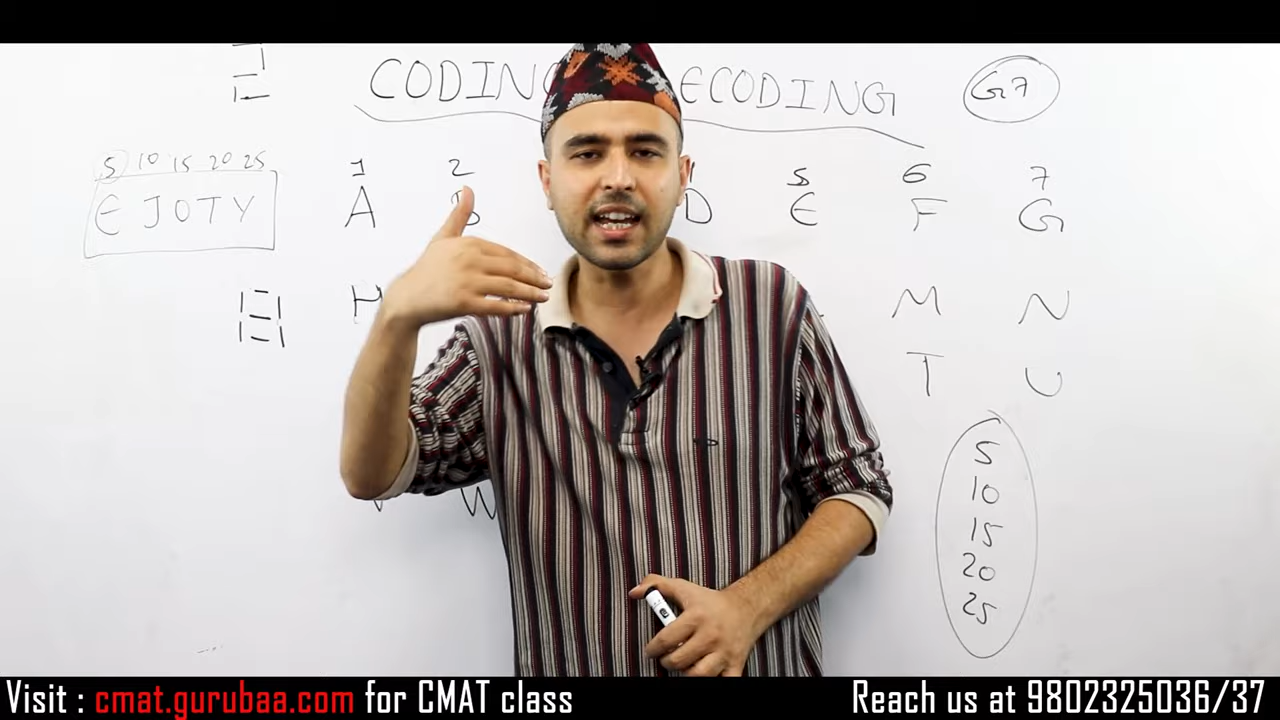 CODING ECODING G7
5 10 15 20 25
EJOTY
1 2 5 6 7
A B D E F G
H M N
T U
W
5
10
15
20
25
Visit : cmat.gurubaa.com for CMAT class
Reach us at 9802325036/37